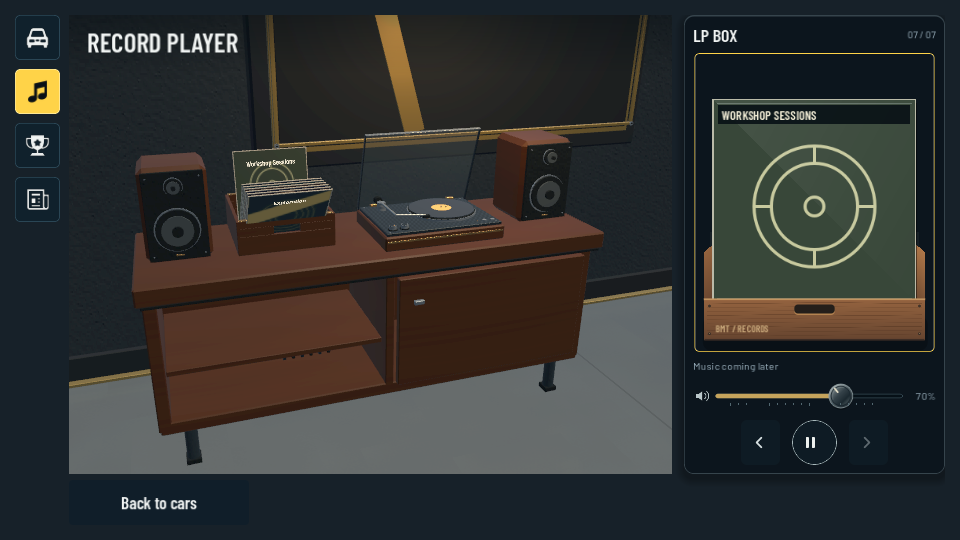 RECORD PLAYER
LP BOX
07 / 07
WORKSHOP SESSIONS
Workshop Sessions
BMT / RECORDS
Music coming later
70%
Back to cars